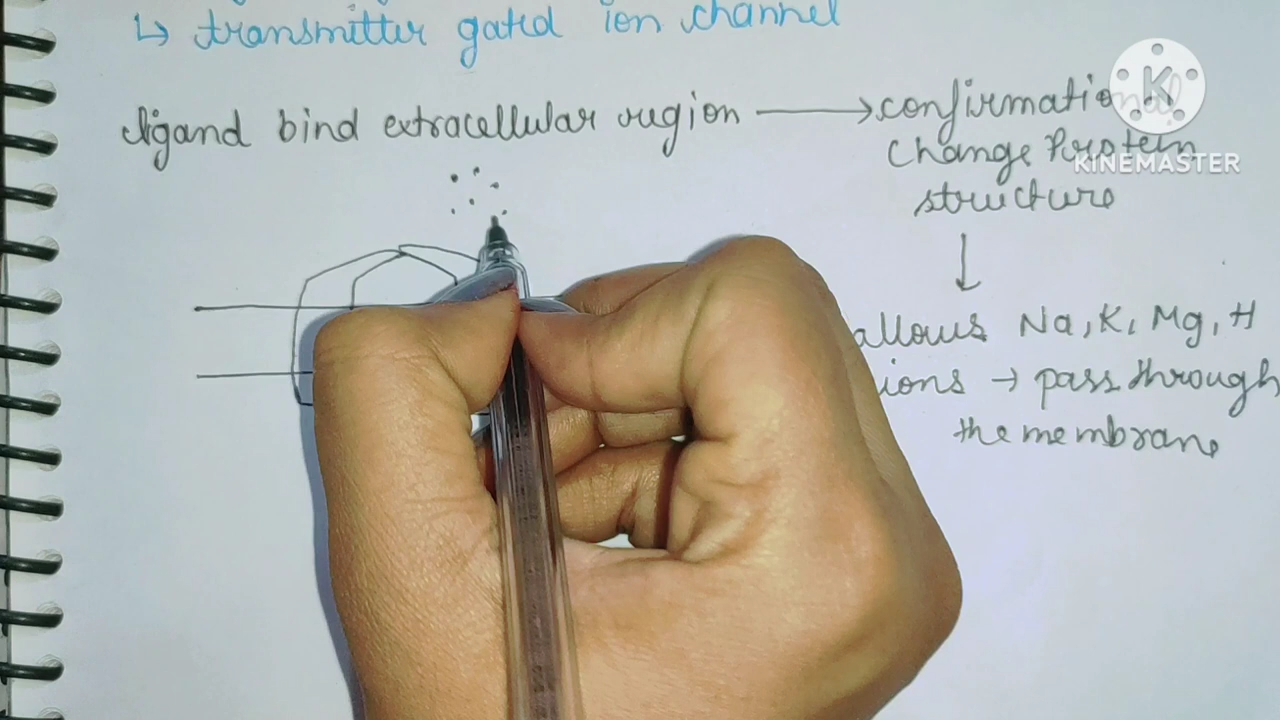 ↳ transmitter gated ion channel
ligand bind extracellular region → confirmational
change Protein
structure
↓
allows Na, K, Mg, H
ions → pass through
the membrane
K
KINEMASTER